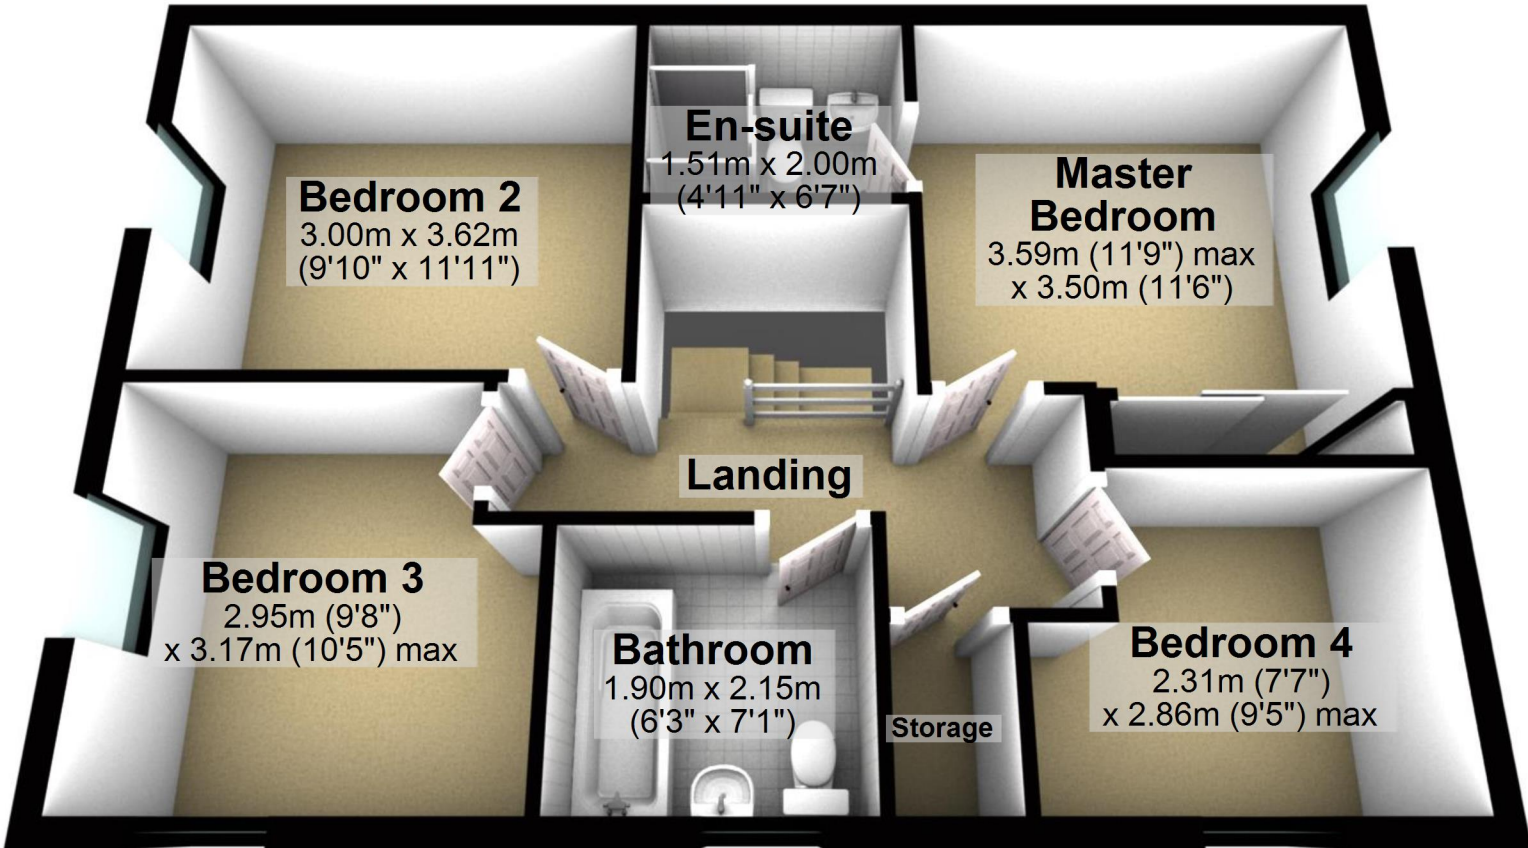 En-suite
1.51m x 2.00m
(4'11" x 6'7")
Bedroom 2
3.00m x 3.62m
(9'10" x 11'11")
Master
Bedroom
3.59m (11'9") max
x 3.50m (11'6")
Landing
Bedroom 3
2.95m (9'8")
x 3.17m (10'5") max
Bathroom
1.90m x 2.15m
(6'3" x 7'1")
Storage
Bedroom 4
2.31m (7'7")
x 2.86m (9'5") max